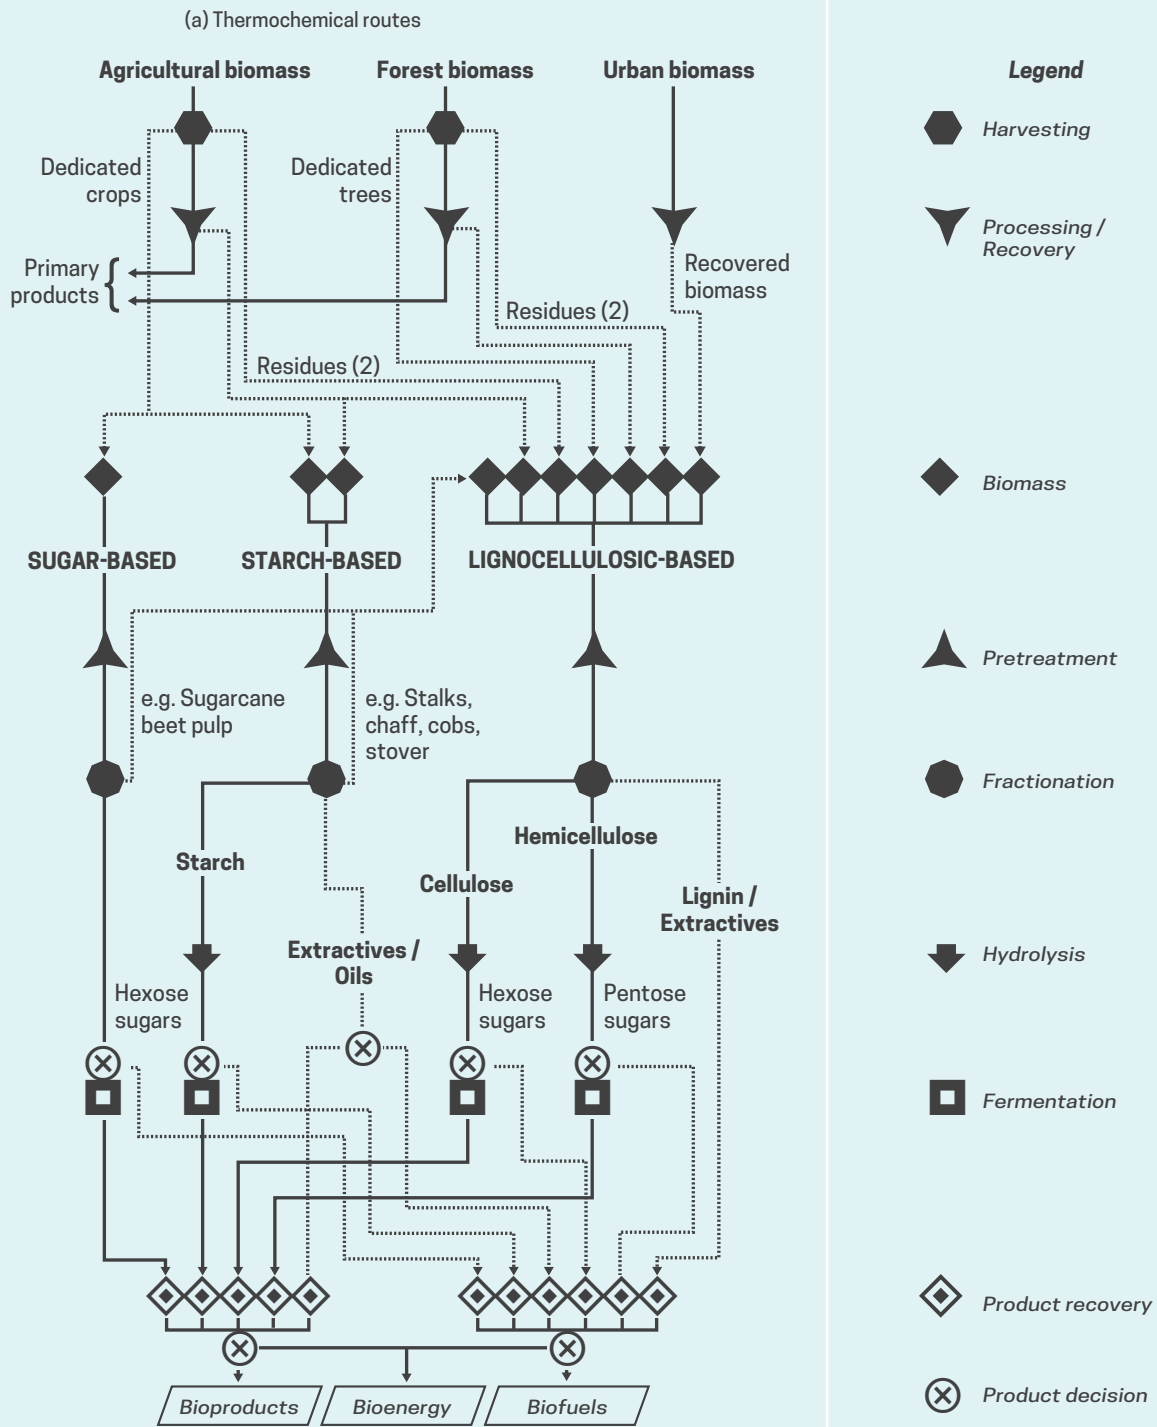 (a) Thermochemical routes
Agricultural biomass
Forest biomass
Urban biomass
Legend
Harvesting
Dedicated
crops
Dedicated
trees
Processing /
Recovery
Primary
products
Recovered
biomass
Residues (2)
Residues (2)
Biomass
SUGAR-BASED
STARCH-BASED
LIGNOCELLULOSIC-BASED
Pretreatment
e.g. Sugarcane
beet pulp
e.g. Stalks,
chaff, cobs,
stover
Fractionation
Hemicellulose
Starch
Cellulose
Lignin /
Extractives
Extractives /
Oils
Hydrolysis
Hexose
sugars
Hexose
sugars
Pentose
sugars
Fermentation
Product recovery
Bioproducts
Bioenergy
Biofuels
Product decision